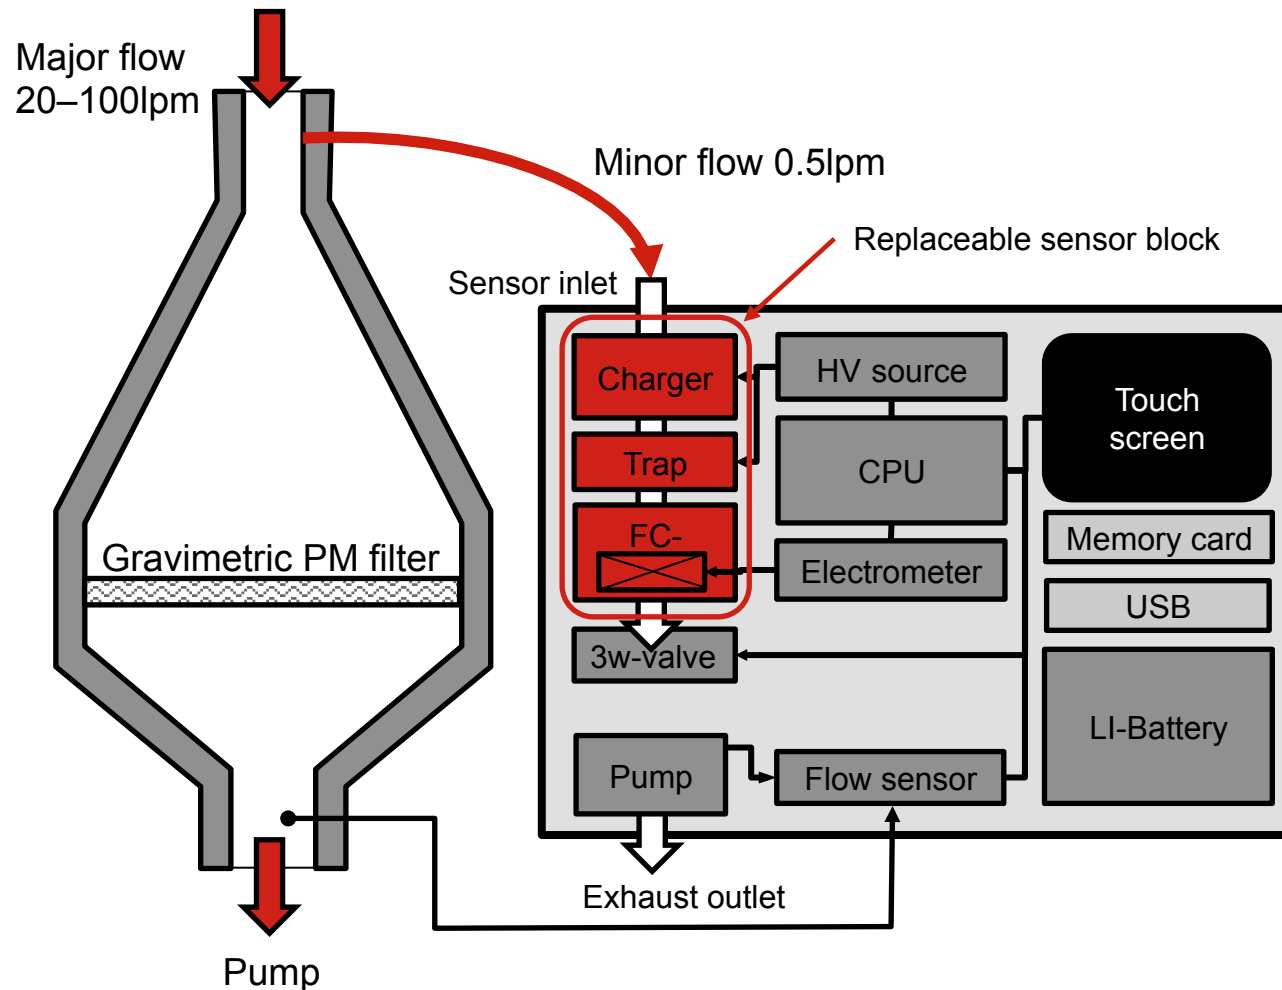 Major flow
20–100lpm
Minor flow 0.5lpm
Replaceable sensor block
Sensor inlet
Charger
HV source
Touch
screen
Trap
CPU
FC-
Memory card
Gravimetric PM filter
Electrometer
USB
3w-valve
LI-Battery
Pump
Flow sensor
Exhaust outlet
Pump